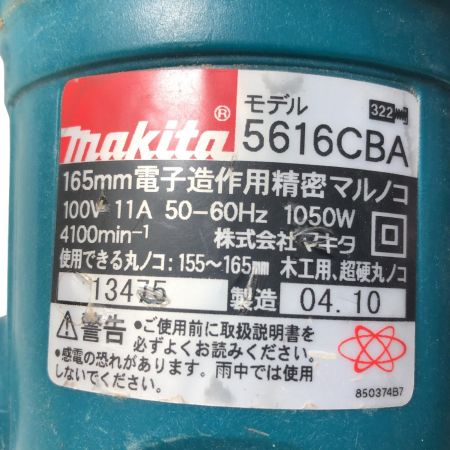 モデル 322
makita® 5616CBA
165mm電子造作用精密マルノコ
100V 11A 50-60Hz 1050W
4100min-1 株式会社 マキタ
使用できる丸ノコ:155～165mm 木工用、超硬丸ノコ
13475 製造 04.10
警告 •ご使用前に取扱説明書を
必ずよくお読みください。
•感電の恐れがあります。雨中では使用
しないでください。
850374B7